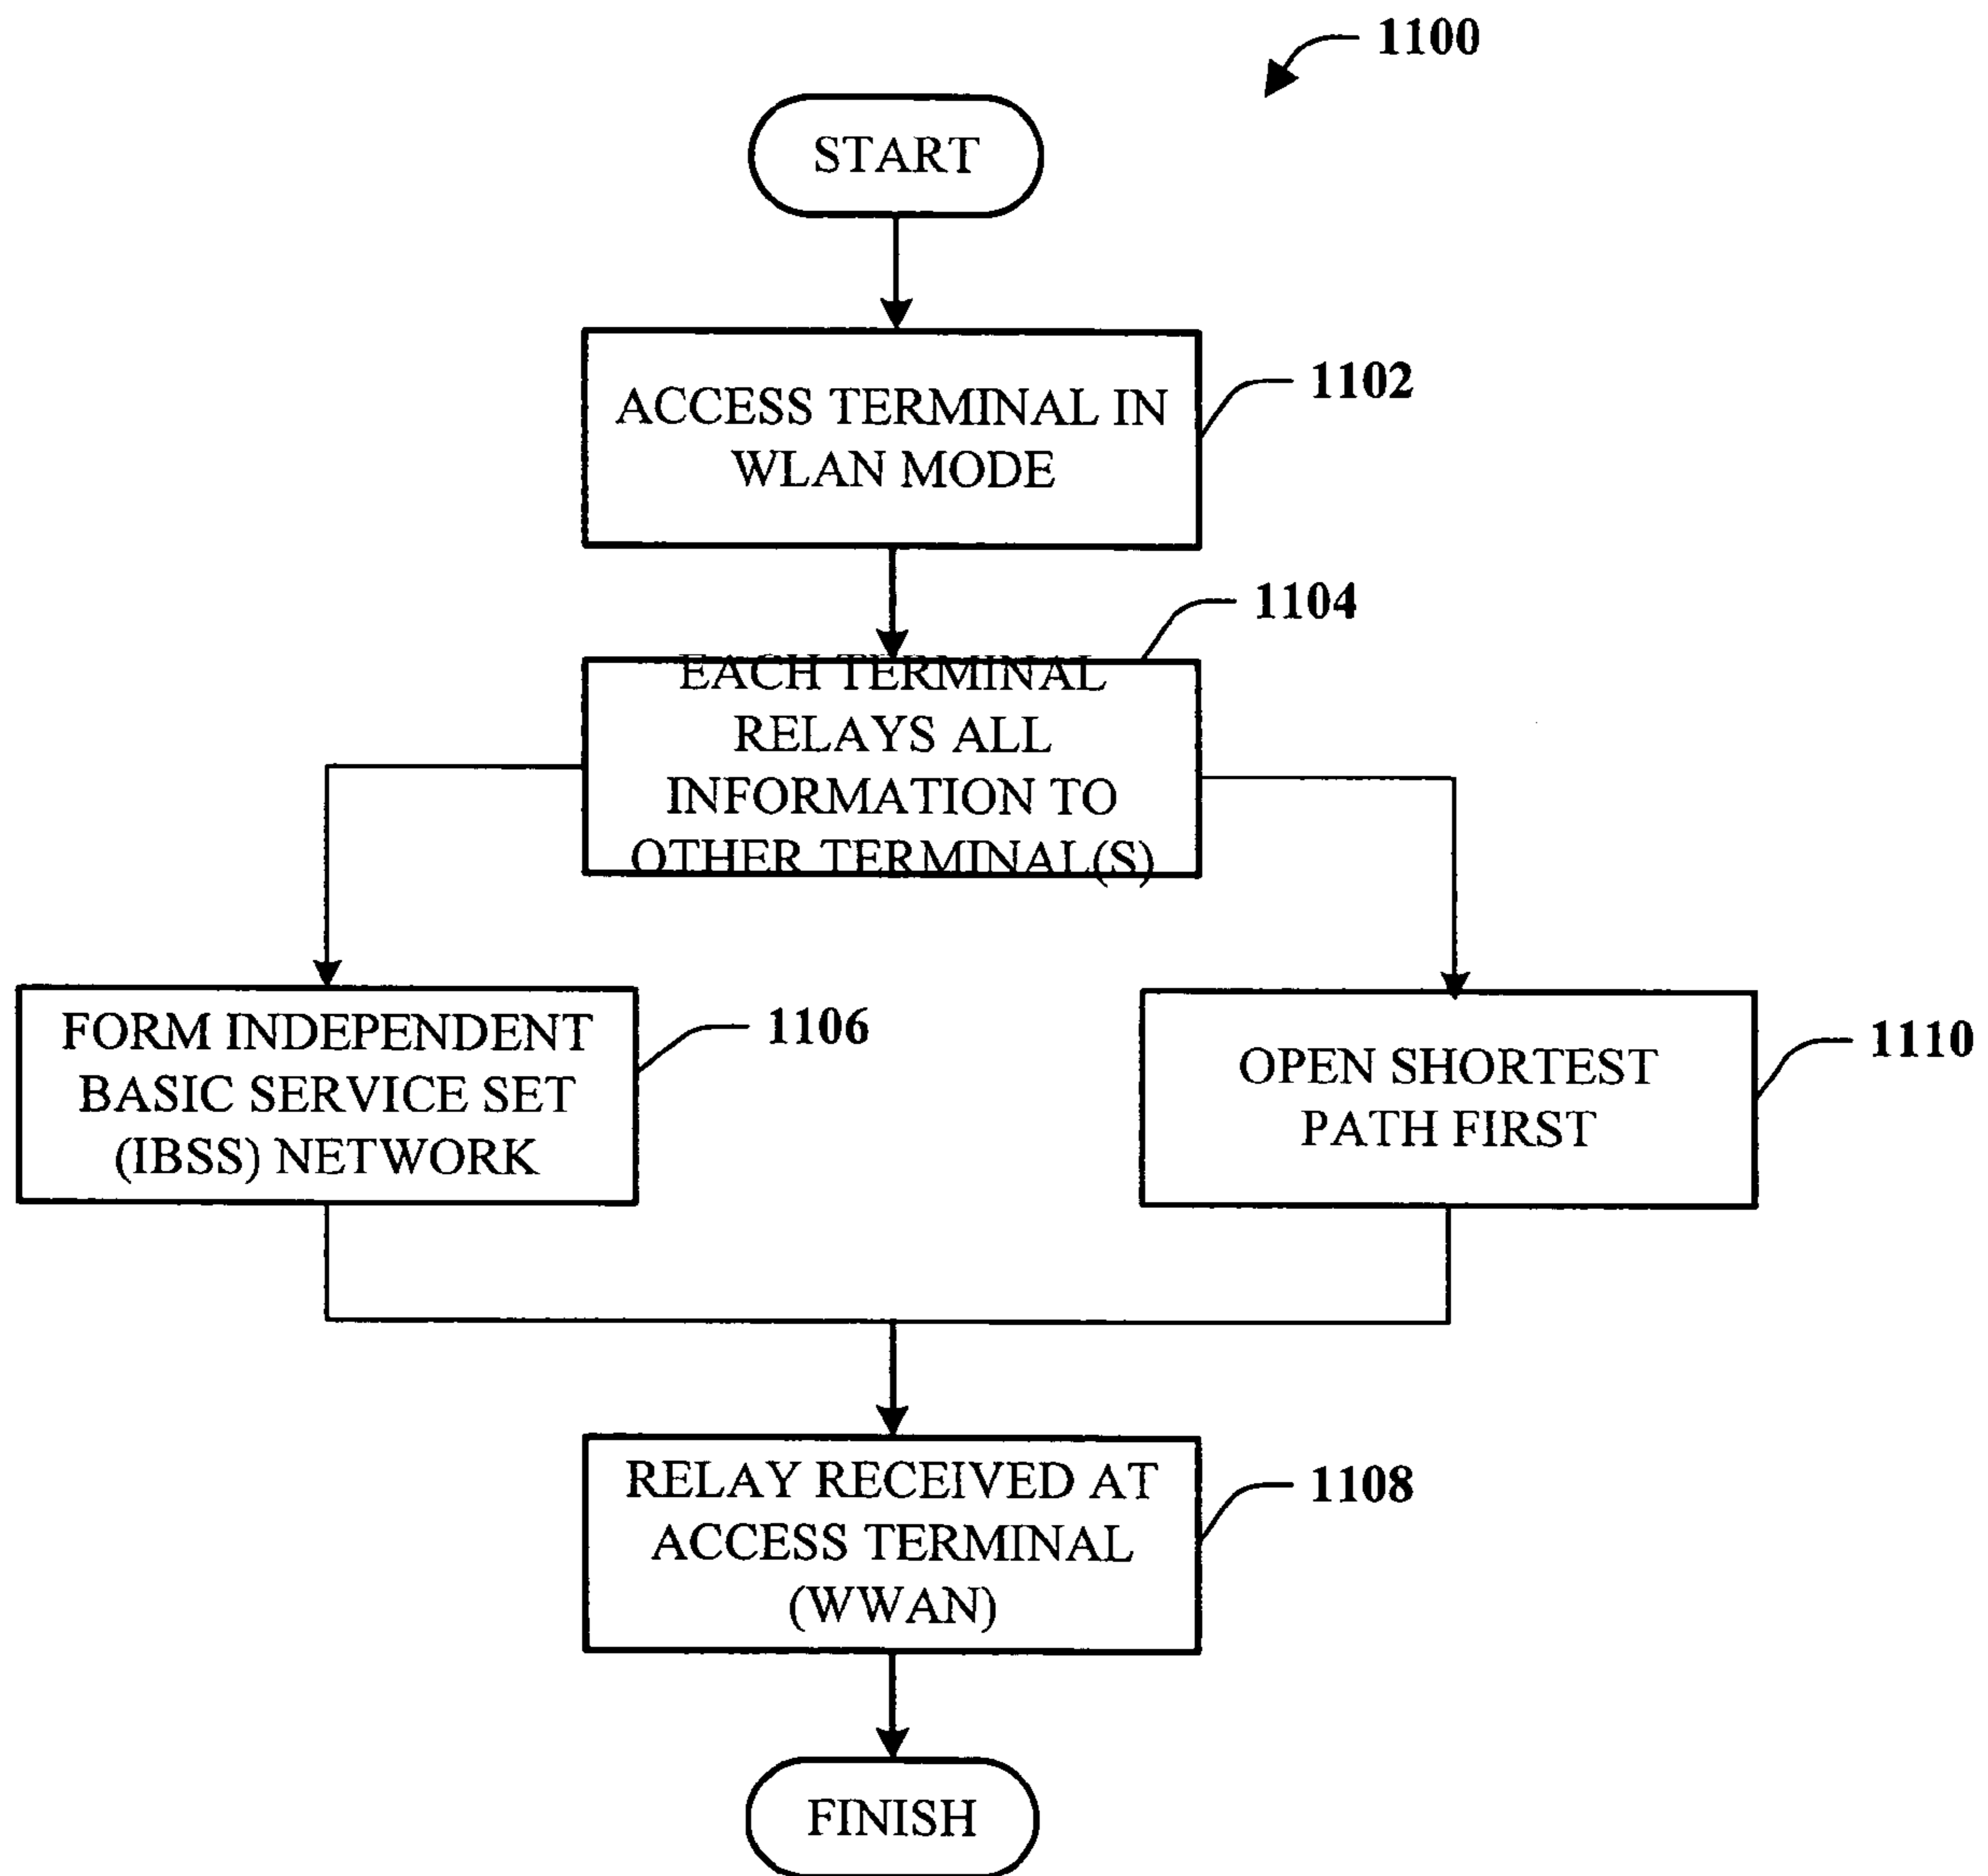 1100
START
ACCESS TERMINAL IN
WLAN MODE
1102
1104
EACH TERMINAL
RELAYS ALL
INFORMATION TO
OTHER TERMINAL(S)
FORM INDEPENDENT
BASIC SERVICE SET
(IBSS) NETWORK
1106
OPEN SHORTEST
PATH FIRST
1110
RELAY RECEIVED AT
ACCESS TERMINAL
(WWAN)
1108
FINISH